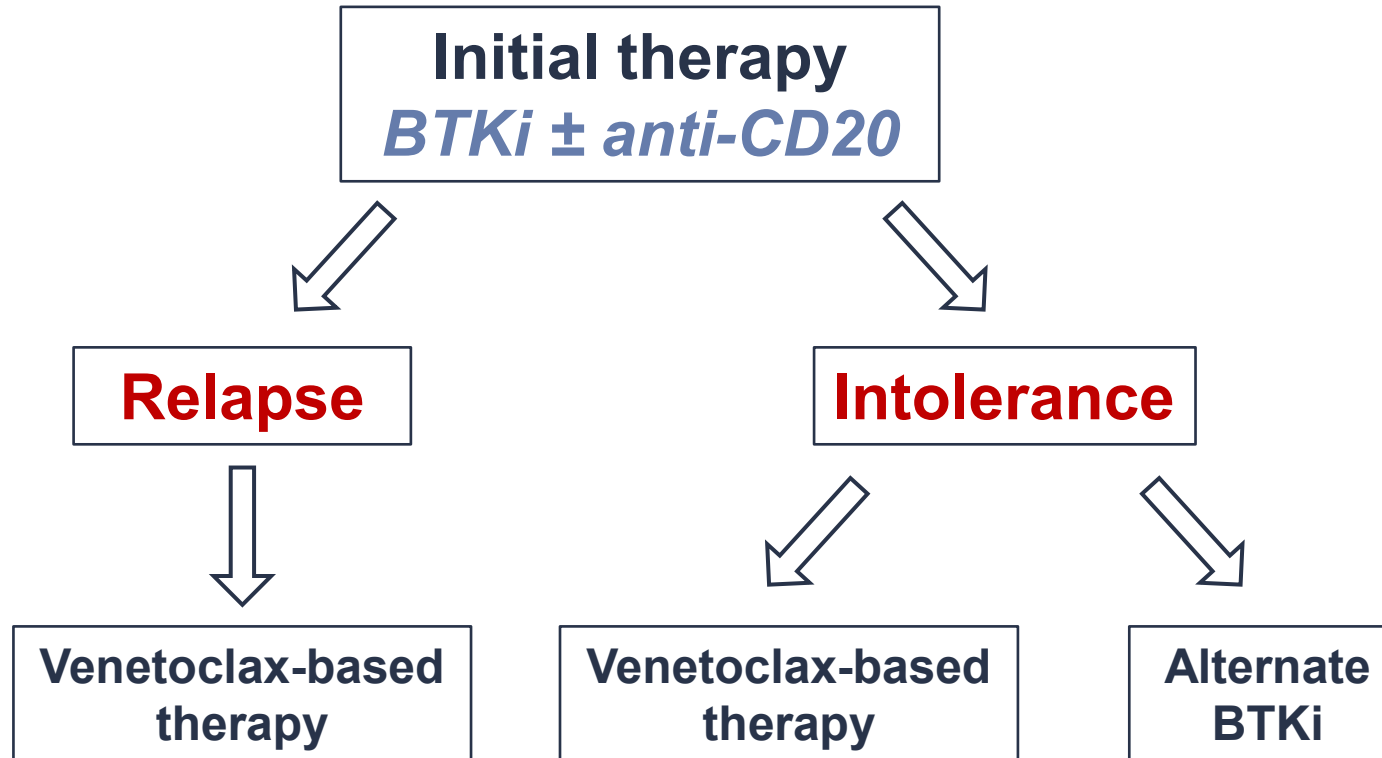 Initial therapy
BTKi ± anti-CD20
Relapse
Intolerance
Venetoclax-based
therapy
Venetoclax-based
therapy
Alternate
BTKi